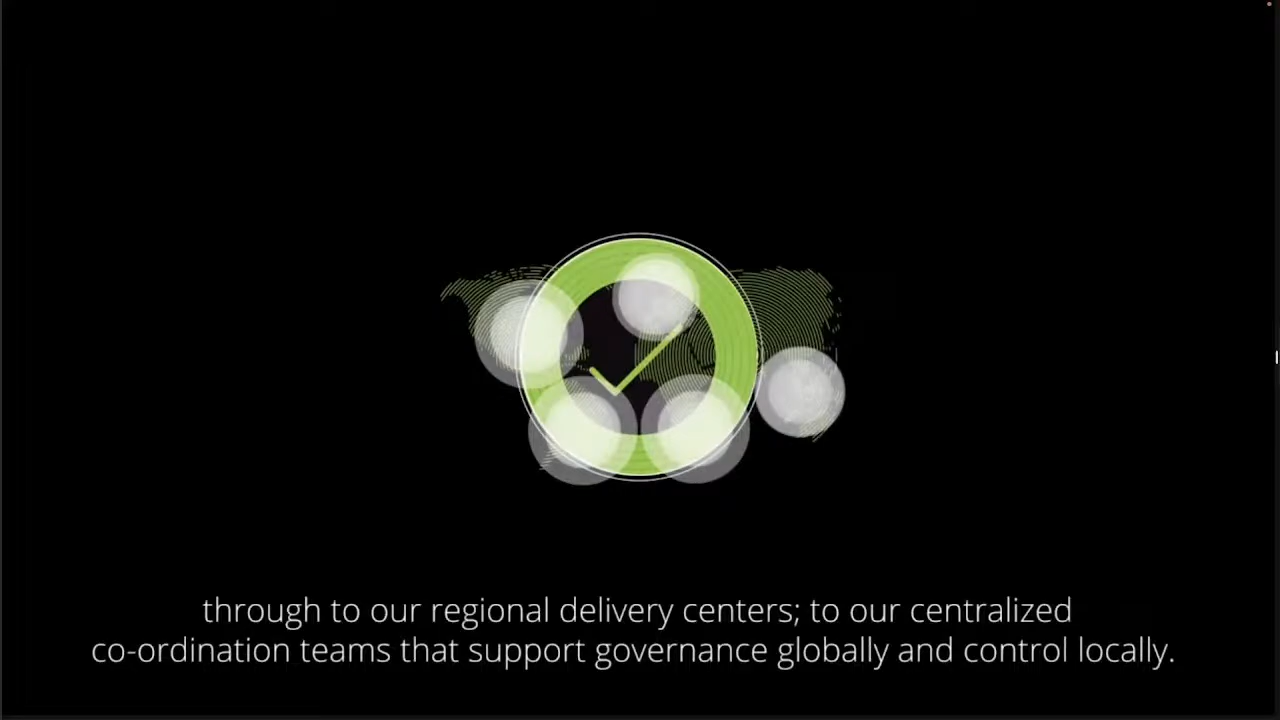 through to our regional delivery centers; to our centralized
co-ordination teams that support governance globally and control locally.